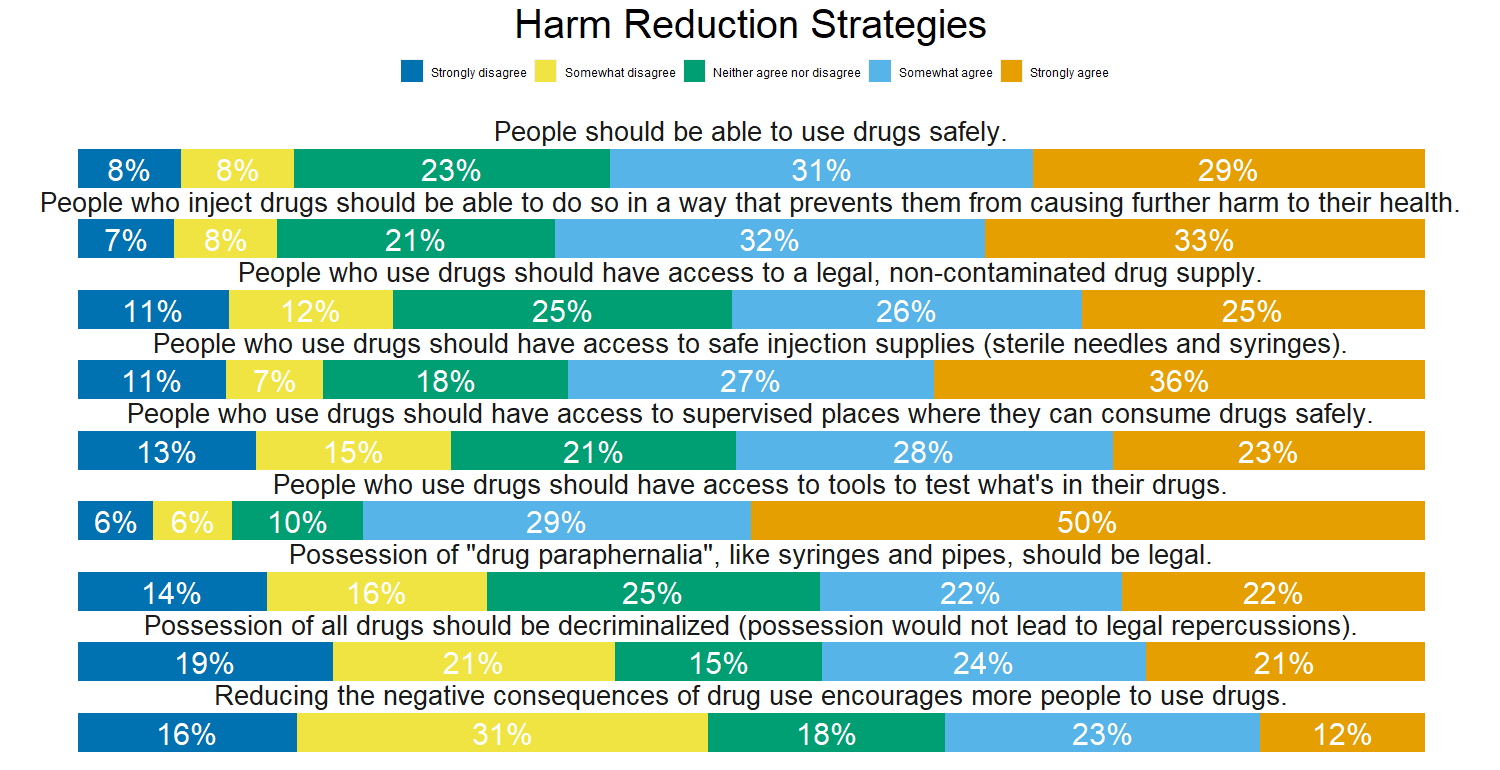 Harm Reduction Strategies
Strongly disagree Somewhat disagree Neither agree nor disagree Somewhat agree Strongly agree
People should be able to use drugs safely.
8% 8% 23% 31% 29%
People who inject drugs should be able to do so in a way that prevents them from causing further harm to their health.
7% 8% 21% 32% 33%
People who use drugs should have access to a legal, non-contaminated drug supply.
11% 12% 25% 26% 25%
People who use drugs should have access to safe injection supplies (sterile needles and syringes).
11% 7% 18% 27% 36%
People who use drugs should have access to supervised places where they can consume drugs safely.
13% 15% 21% 28% 23%
People who use drugs should have access to tools to test what's in their drugs.
6% 6% 10% 29% 50%
Possession of "drug paraphernalia", like syringes and pipes, should be legal.
14% 16% 25% 22% 22%
Possession of all drugs should be decriminalized (possession would not lead to legal repercussions).
19% 21% 15% 24% 21%
Reducing the negative consequences of drug use encourages more people to use drugs.
16% 31% 18% 23% 12%